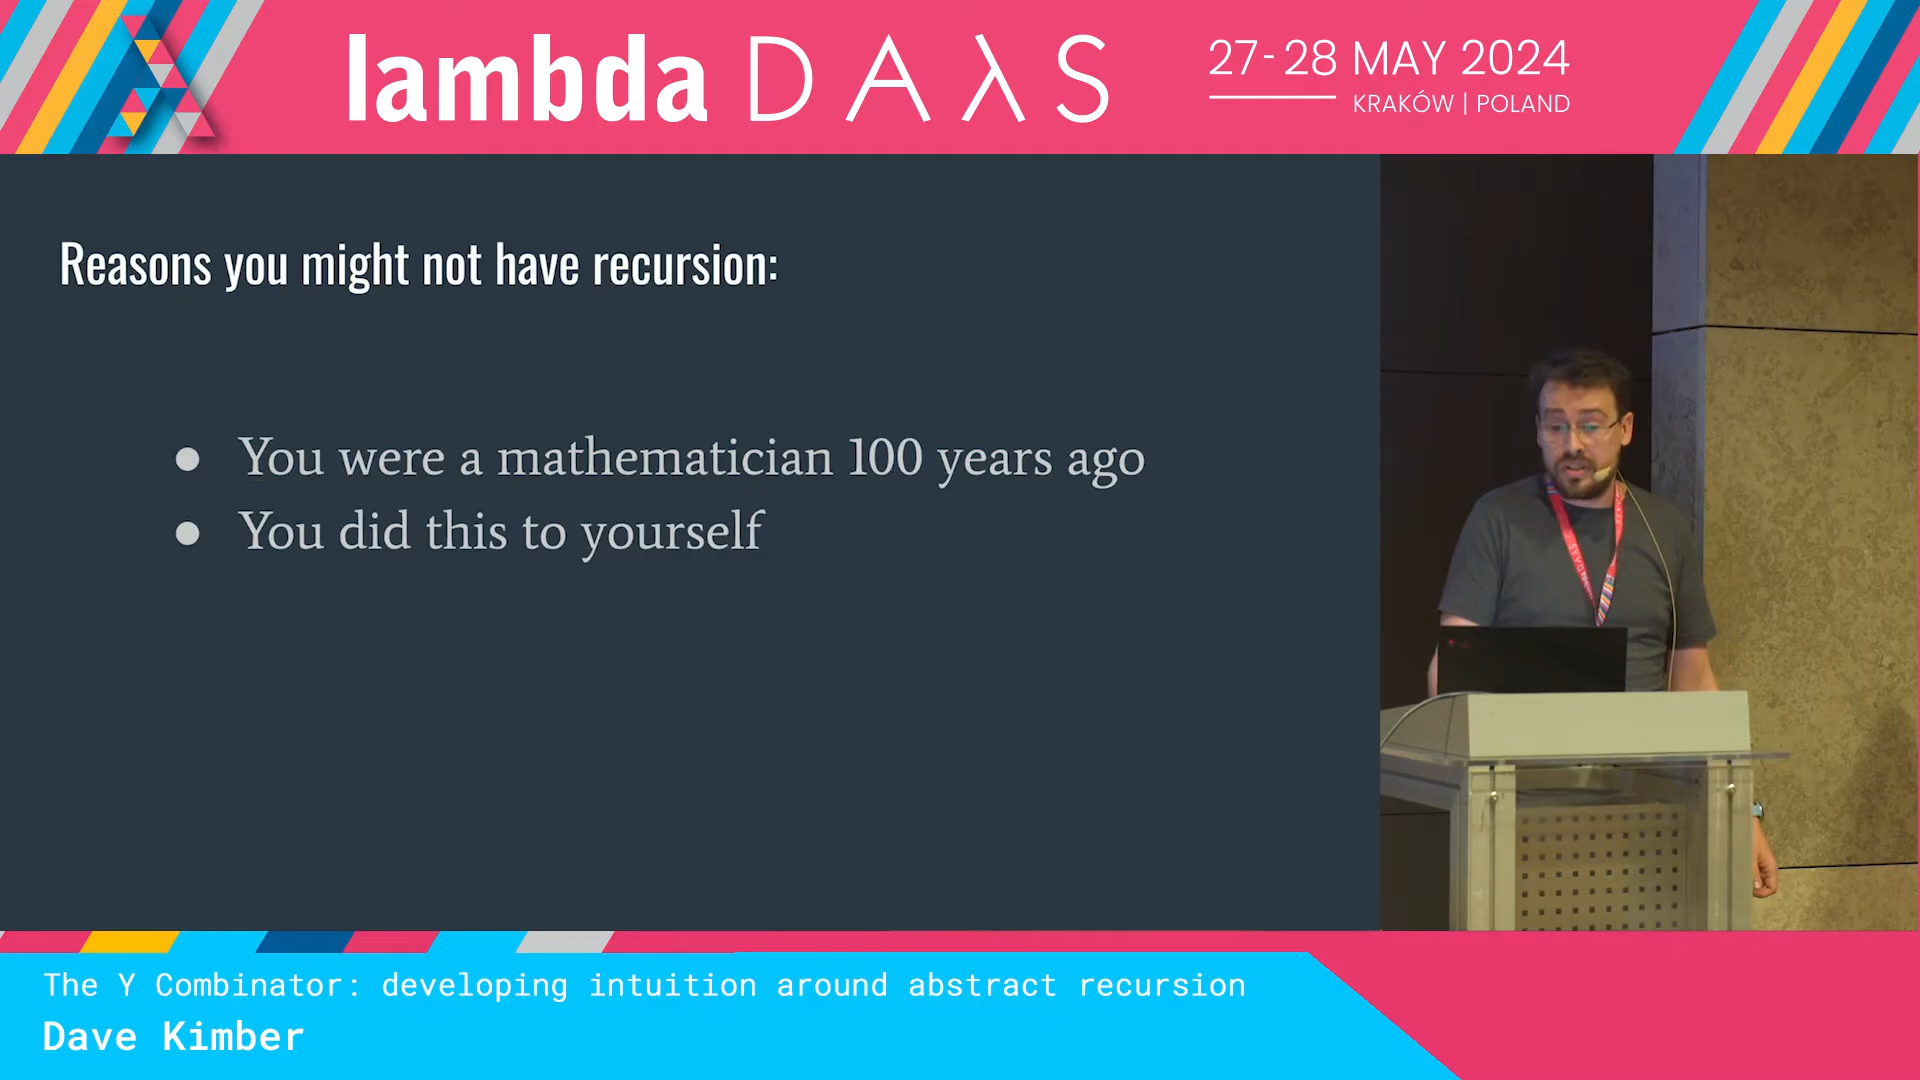 lambda DAλS
27-28 MAY 2024
KRAKÓW | POLAND
Reasons you might not have recursion:
● You were a mathematician 100 years ago
● You did this to yourself
The Y Combinator: developing intuition around abstract recursion
Dave Kimber